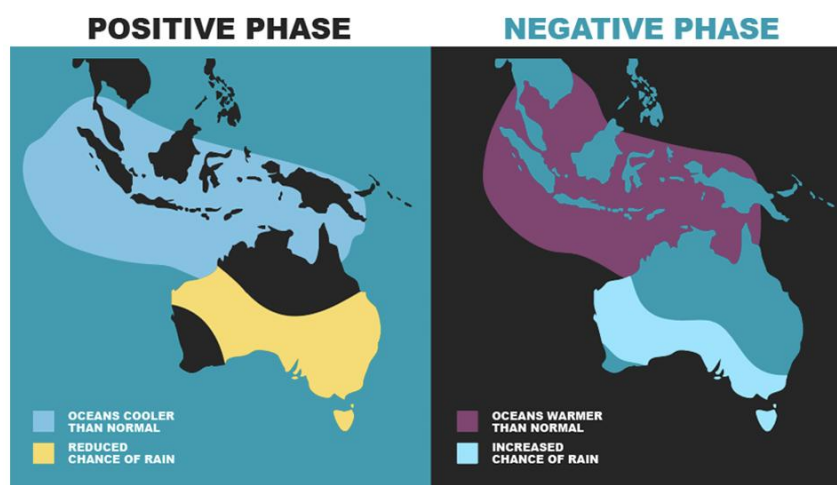 POSITIVE PHASE
OCEANS COOLER
THAN NORMAL
REDUCED
CHANCE OF RAIN
NEGATIVE PHASE
OCEANS WARMER
THAN NORMAL
INCREASED
CHANCE OF RAIN